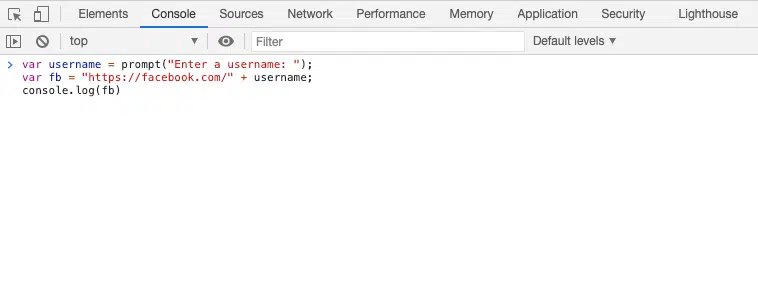 Elements Console Sources Network Performance Memory Application Security Lighthouse
top Filter Default levels
var username = prompt("Enter a username: ");
var fb = "https://facebook.com/" + username;
console.log(fb)